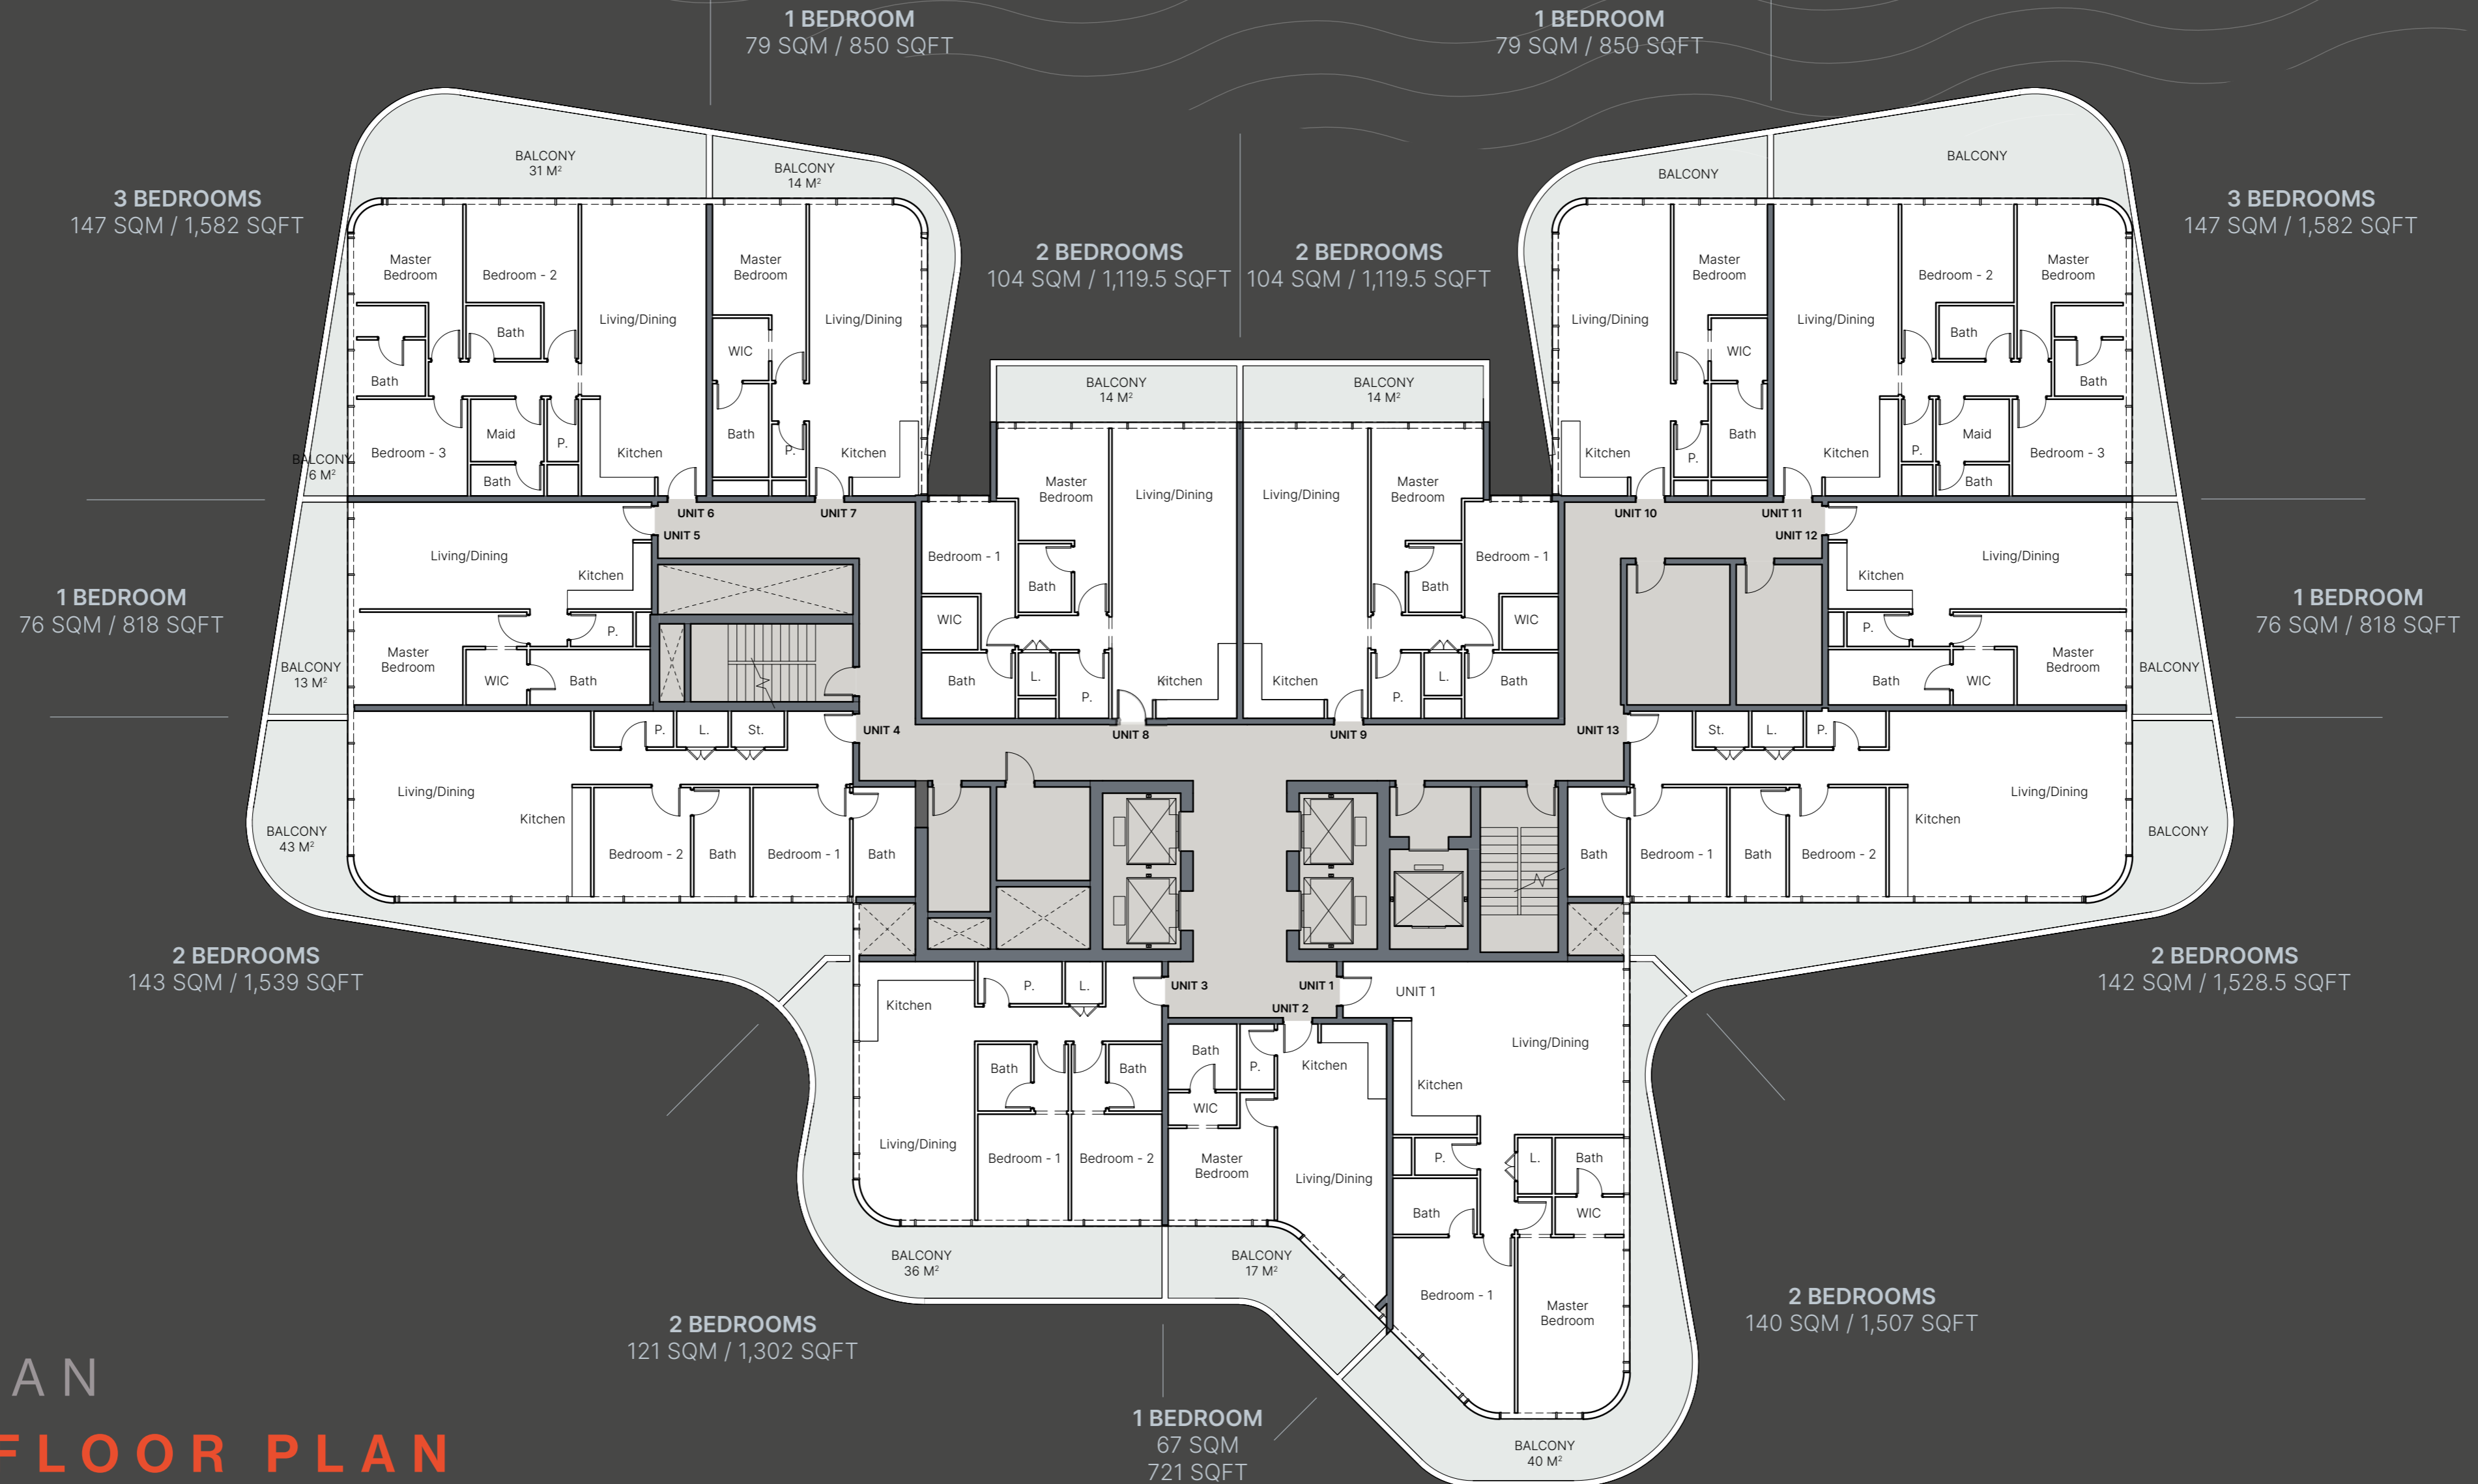 1 BEDROOM
79 SQM / 850 SQFT
1 BEDROOM
79 SQM / 850 SQFT
3 BEDROOMS
147 SQM / 1,582 SQFT
2 BEDROOMS
104 SQM / 1,119.5 SQFT
2 BEDROOMS
104 SQM / 1,119.5 SQFT
3 BEDROOMS
147 SQM / 1,582 SQFT
BALCONY
31 M²
BALCONY
14 M²
BALCONY
BALCONY
Master
Bedroom
Bedroom - 2
Living/Dining
Bath
Bath
Bedroom - 3
Maid
Bath
P.
Kitchen
BALCONY
6 M²
Master
Bedroom
Living/Dining
WIC
Bath
P.
Kitchen
BALCONY
14 M²
BALCONY
14 M²
Master
Bedroom
Living/Dining
Bedroom - 1
Bath
WIC
Bath
L.
P.
Kitchen
Living/Dining
Master
Bedroom
Bedroom - 1
Bath
WIC
Kitchen
P.
L.
Bath
Living/Dining
Master
Bedroom
WIC
Bath
Kitchen
P.
Living/Dining
Bedroom - 2
Master
Bedroom
Bath
Bath
Kitchen
P.
Maid
Bath
Bedroom - 3
UNIT 6
UNIT 7
UNIT 5
UNIT 10
UNIT 11
UNIT 12
1 BEDROOM
76 SQM / 818 SQFT
Living/Dining
Kitchen
P.
Master
Bedroom
WIC
Bath
BALCONY
13 M²
Living/Dining
Kitchen
P.
Master
Bedroom
Bath
WIC
BALCONY
1 BEDROOM
76 SQM / 818 SQFT
UNIT 4
UNIT 8
UNIT 9
UNIT 13
P.
L.
St.
Living/Dining
Kitchen
Bedroom - 2
Bath
Bedroom - 1
Bath
BALCONY
43 M²
St.
L.
P.
Living/Dining
Kitchen
Bath
Bedroom - 1
Bath
Bedroom - 2
BALCONY
2 BEDROOMS
143 SQM / 1,539 SQFT
2 BEDROOMS
142 SQM / 1,528.5 SQFT
UNIT 3
UNIT 1
UNIT 2
UNIT 1
Kitchen
P.
L.
Bath
Bath
Living/Dining
Bedroom - 1
Bedroom - 2
BALCONY
36 M²
Bath
P.
Kitchen
WIC
Master
Bedroom
Living/Dining
BALCONY
17 M²
Living/Dining
Kitchen
P.
L.
Bath
Bath
WIC
Bedroom - 1
Master
Bedroom
BALCONY
40 M²
2 BEDROOMS
121 SQM / 1,302 SQFT
2 BEDROOMS
140 SQM / 1,507 SQFT
1 BEDROOM
67 SQM
721 SQFT
AN
FLOOR PLAN